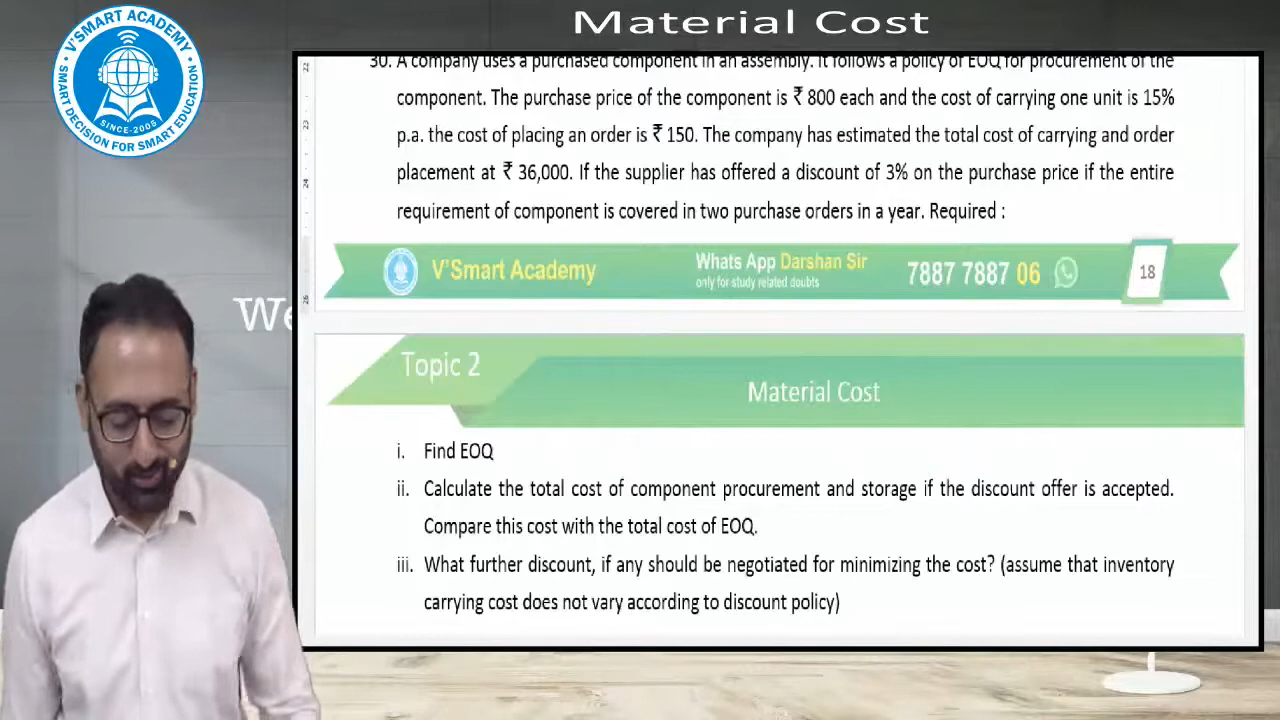 Material Cost
V'SMART ACADEMY
SINCE-2005
SMART DECISION FOR SMART EDUCATION
22
30. A company uses a purchased component in an assembly. It follows a policy of EOQ for procurement of the
component. The purchase price of the component is ₹ 800 each and the cost of carrying one unit is 15%
23
p.a. the cost of placing an order is ₹ 150. The company has estimated the total cost of carrying and order
placement at ₹ 36,000. If the supplier has offered a discount of 3% on the purchase price if the entire
24
requirement of component is covered in two purchase orders in a year. Required :
V'Smart Academy
Whats App Darshan Sir
only for study related doubts
7887 7887 06
18
26
We
Topic 2
Material Cost
i. Find EOQ
ii. Calculate the total cost of component procurement and storage if the discount offer is accepted.
Compare this cost with the total cost of EOQ.
iii. What further discount, if any should be negotiated for minimizing the cost? (assume that inventory
carrying cost does not vary according to discount policy)